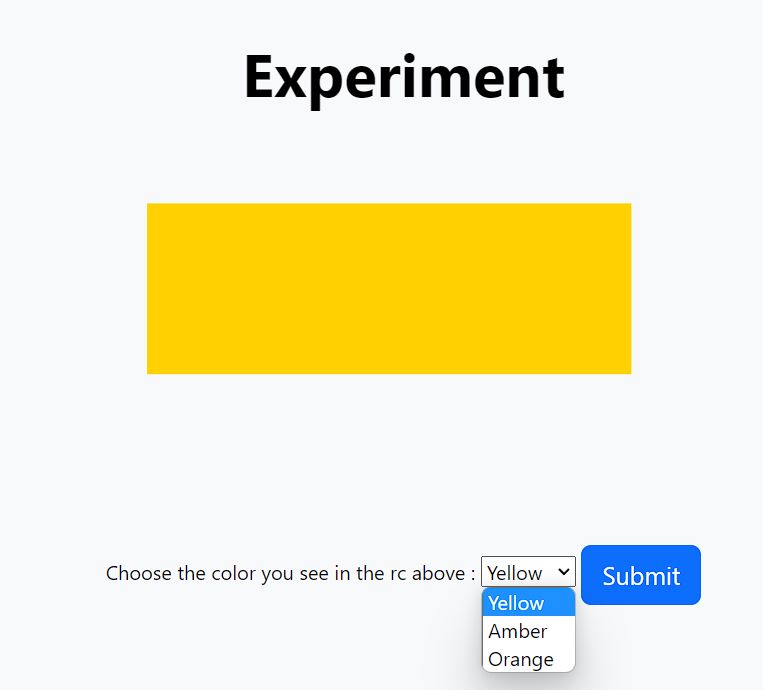 Experiment
Choose the color you see in the rc above : Yellow Submit
Yellow
Amber
Orange